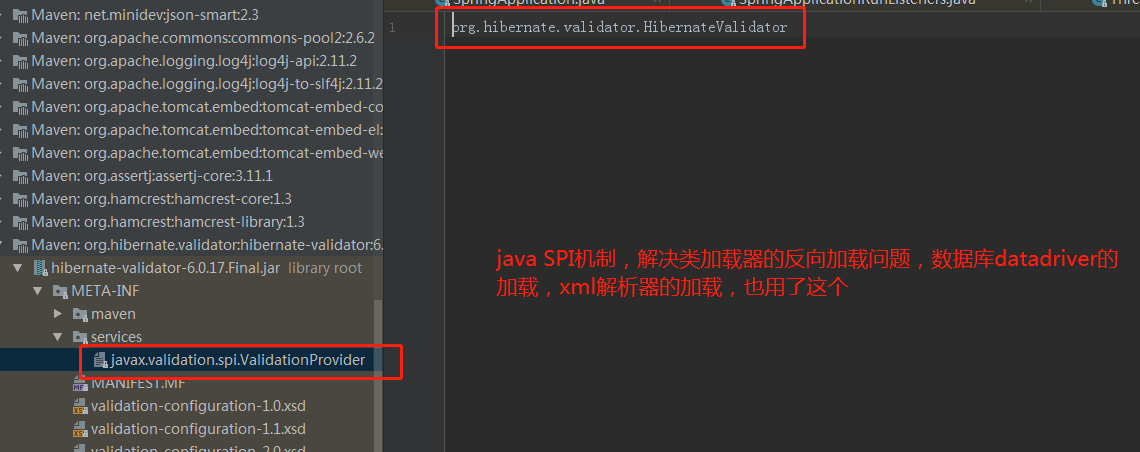 Maven: net.minidev:json-smart:2.3
Maven: org.apache.commons:commons-pool2:2.6.2
Maven: org.apache.logging.log4j:log4j-api:2.11.2
Maven: org.apache.logging.log4j:log4j-to-slf4j:2.11.2
Maven: org.apache.tomcat.embed:tomcat-embed-co
Maven: org.apache.tomcat.embed:tomcat-embed-el:
Maven: org.apache.tomcat.embed:tomcat-embed-we
Maven: org.assertj:assertj-core:3.11.1
Maven: org.hamcrest:hamcrest-core:1.3
Maven: org.hamcrest:hamcrest-library:1.3
Maven: org.hibernate.validator:hibernate-validator:6.
hibernate-validator-6.0.17.Final.jar library root
META-INF
maven
services
javax.validation.spi.ValidationProvider
MANIFEST.MF
validation-configuration-1.0.xsd
validation-configuration-1.1.xsd
validation-configuration-2.0.xsd
SpringApplication.java
SpringApplicationRunListeners.java
Thre
1
org.hibernate.validator.HibernateValidator
java SPI机制，解决类加载器的反向加载问题，数据库datadriver的
加载，xml解析器的加载，也用了这个